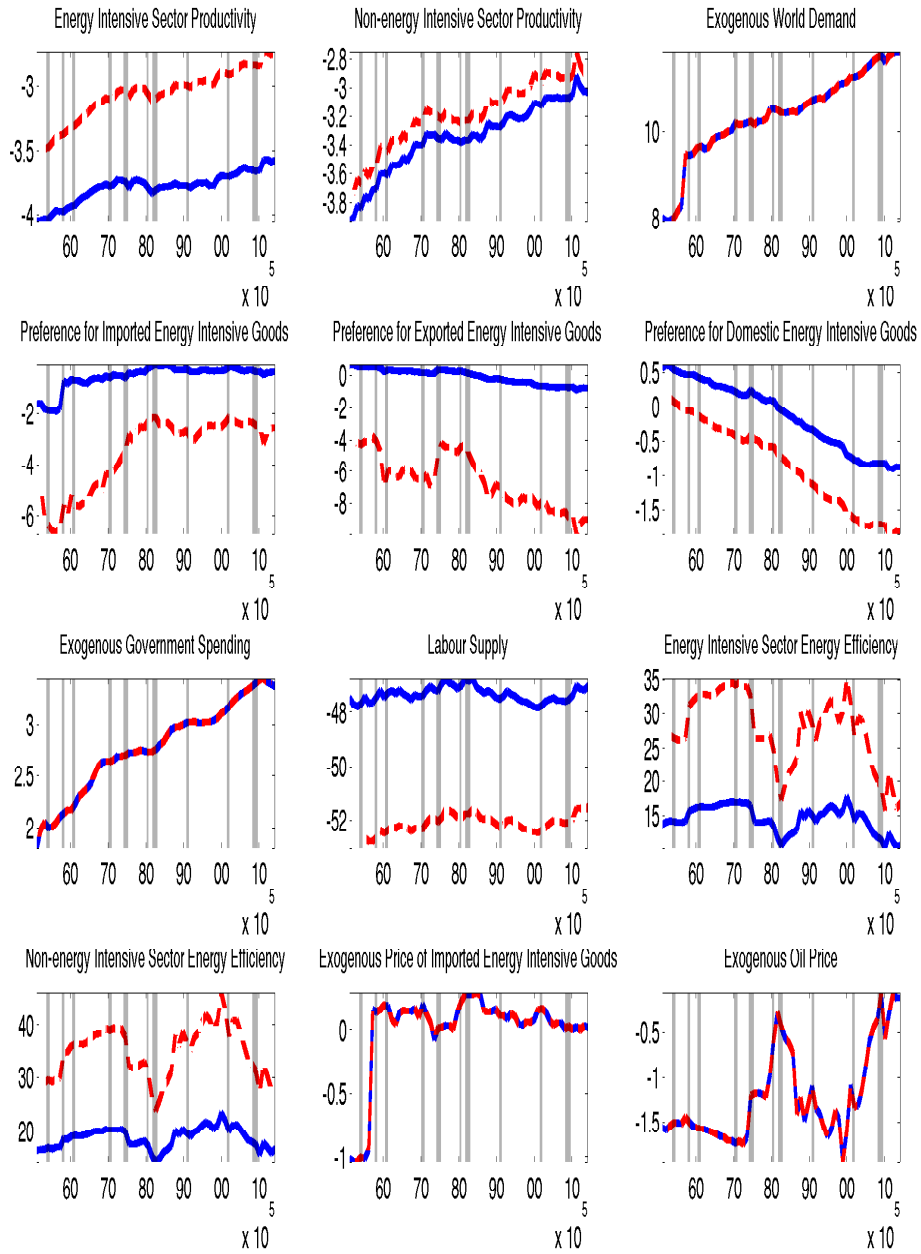 Energy Intensive Sector Productivity
-3
-3.5
-4
60 70 80 90 00 10
5
x 10
Non-energy Intensive Sector Productivity
-2.8
-3
-3.2
-3.4
-3.6
-3.8
60 70 80 90 00 10
5
x 10
Exogenous World Demand
10
8
60 70 80 90 00 10
5
x 10
Preference for Imported Energy Intensive Goods
-2
-4
-6
60 70 80 90 00 10
5
x 10
Preference for Exported Energy Intensive Goods
0
-2
-4
-6
-8
60 70 80 90 00 10
5
x 10
Preference for Domestic Energy Intensive Goods
0.5
0
-0.5
-1
-1.5
60 70 80 90 00 10
5
x 10
Exogenous Government Spending
3
2.5
2
60 70 80 90 00 10
5
x 10
Labour Supply
-48
-50
-52
60 70 80 90 00 10
5
x 10
Energy Intensive Sector Energy Efficiency
35
30
25
20
15
60 70 80 90 00 10
5
x 10
Non-energy Intensive Sector Energy Efficiency
40
30
20
60 70 80 90 00 10
5
x 10
Exogenous Price of Imported Energy Intensive Goods
0
-0.5
-1
60 70 80 90 00 10
5
x 10
Exogenous Oil Price
-0.5
-1
-1.5
60 70 80 90 00 10
5
x 10